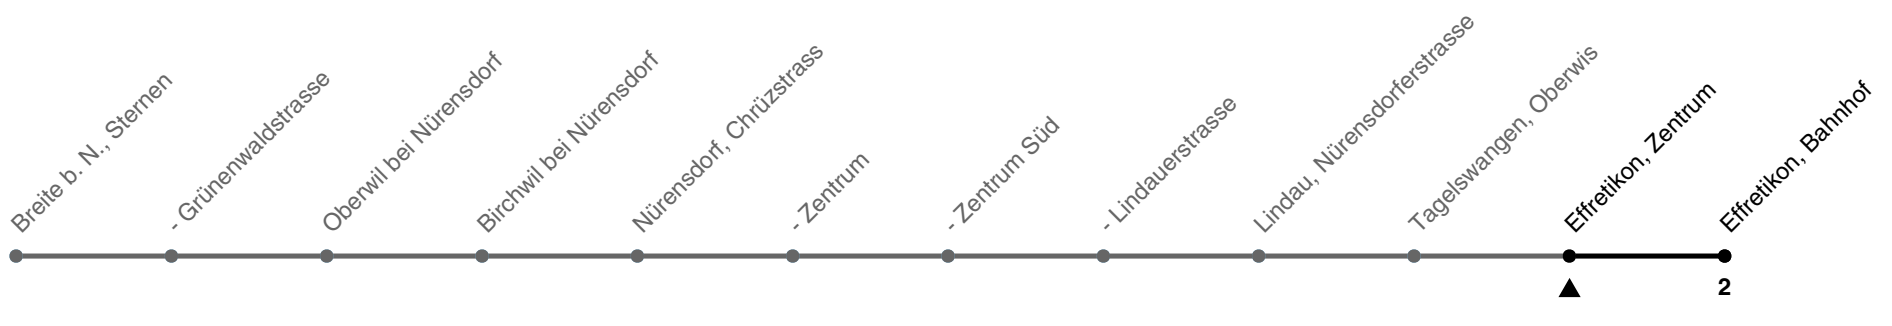 Breite b. N., Sternen
- Grünenwaldstrasse
Oberwil bei Nürensdorf
Birchwil bei Nürensdorf
Nürensdorf, Chrüzstrass
- Zentrum
- Zentrum Süd
- Lindauerstrasse
Lindau, Nürensdorferstrasse
Tagelswangen, Oberwis
Effretikon, Zentrum
Effretikon, Bahnhof
2